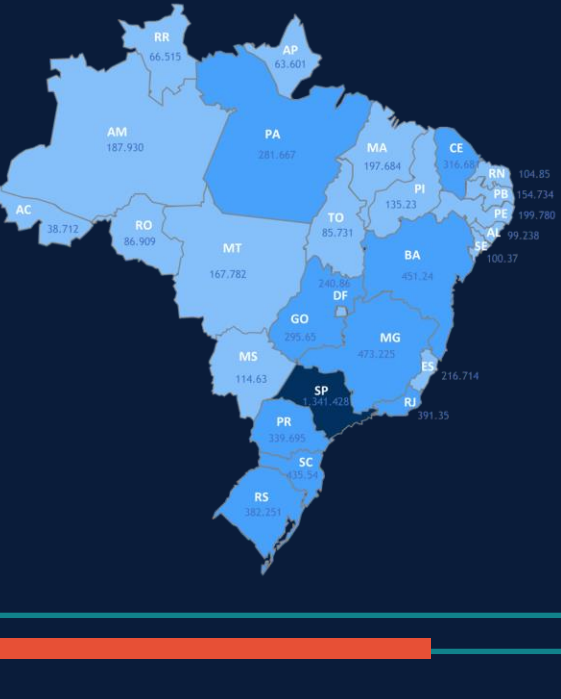 RR
66.515
AP
63.601
AM
187.930
PA
281.667
MA
197.684
CE
316.681
RN 104.85
PB 154.734
PI
135.23
PE 199.780
AL 99.238
SE 100.37
AC
38.712
RO
86.909
TO
85.731
MT
167.782
BA
451.24
240.86
DF
GO
295.65
MG
473.225
MS
114.63
ES 216.714
SP
1.341.428
RJ 391.35
PR
339.695
SC
435.54
RS
382.251